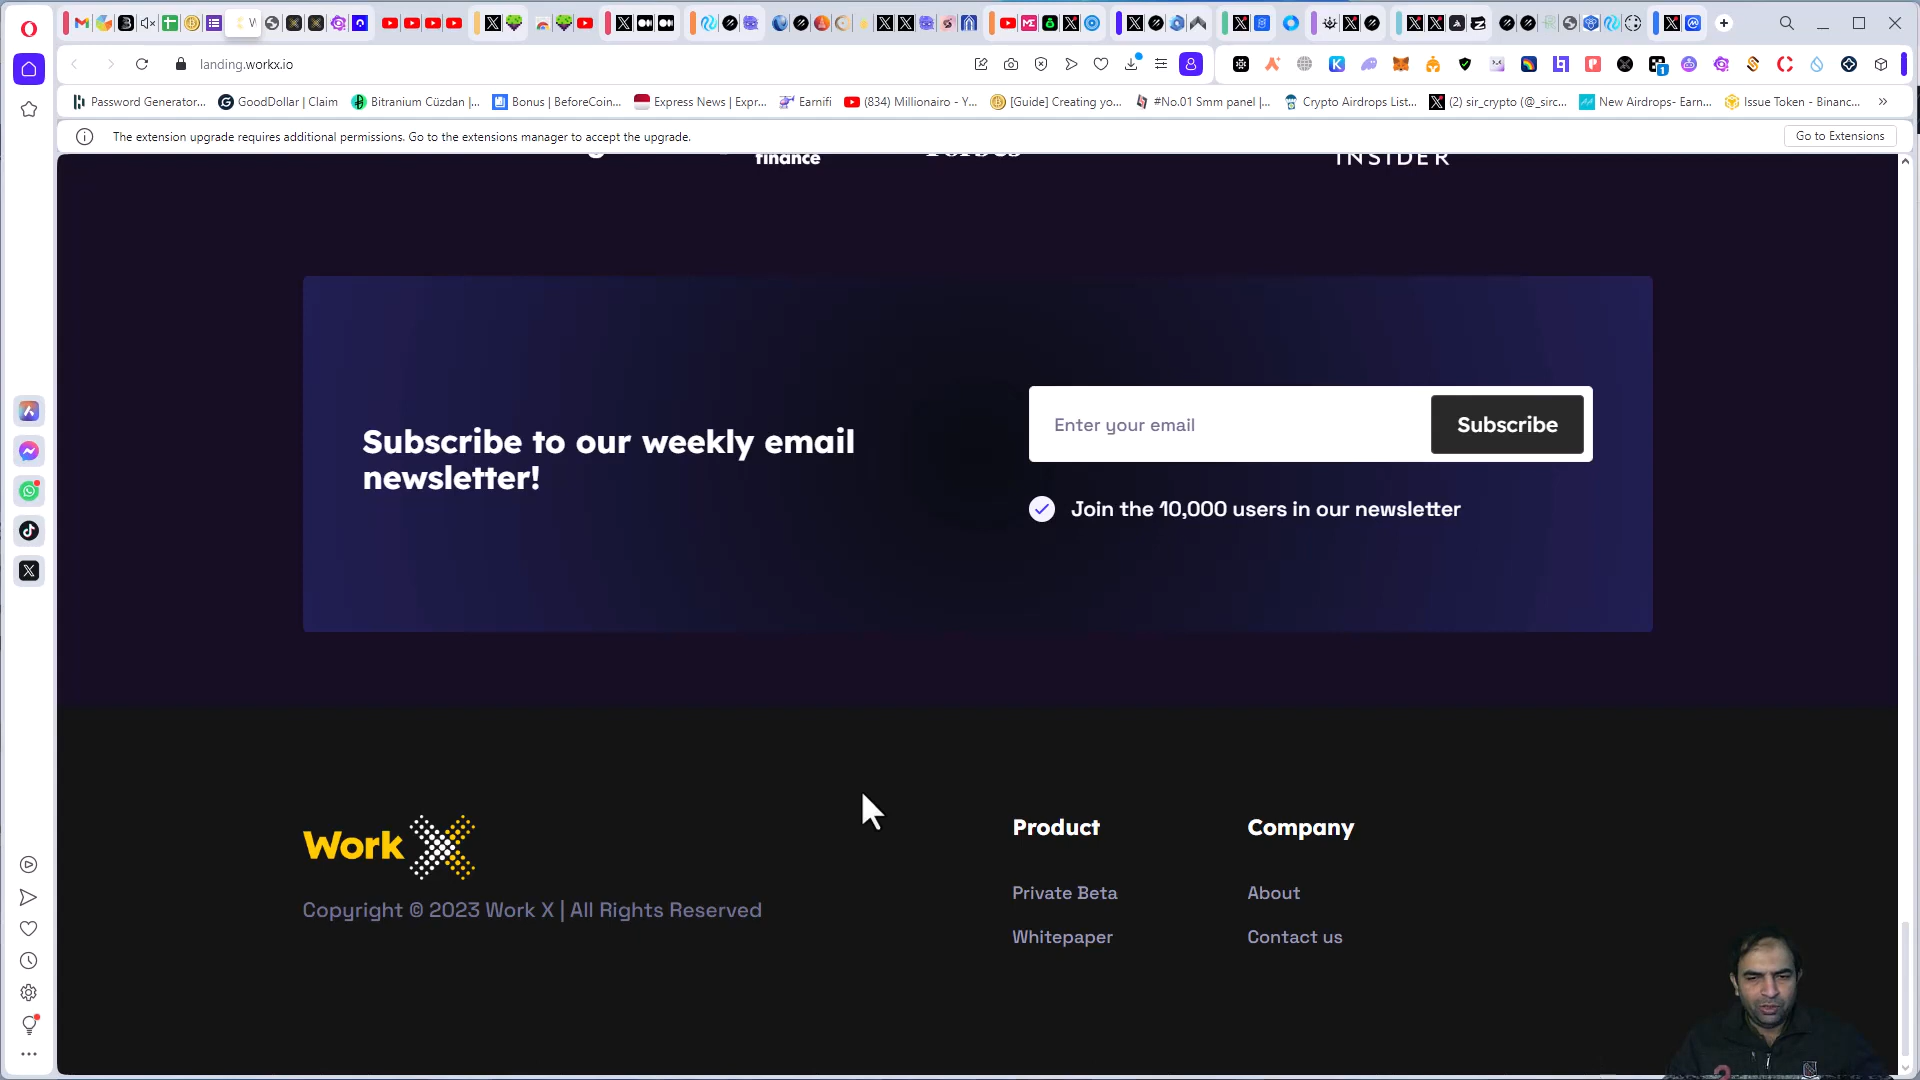 W
landing.workx.io
1
Password Generator...
GoodDollar | Claim
Bitranium Cüzdan |...
Bonus | BeforeCoin...
Express News | Expr...
Earnifi
(834) Millionairo - Y...
[Guide] Creating yo...
#No.01 Smm panel |...
Crypto Airdrops List...
(2) sir_crypto (@_sirc...
New Airdrops- Earn...
Issue Token - Binanc...
The extension upgrade requires additional permissions. Go to the extensions manager to accept the upgrade.
Go to Extensions
finance
Forbes
INSIDER
Subscribe to our weekly email
newsletter!
Enter your email
Subscribe
Join the 10,000 users in our newsletter
Work X
Copyright © 2023 Work X | All Rights Reserved
Product
Private Beta
Whitepaper
Company
About
Contact us